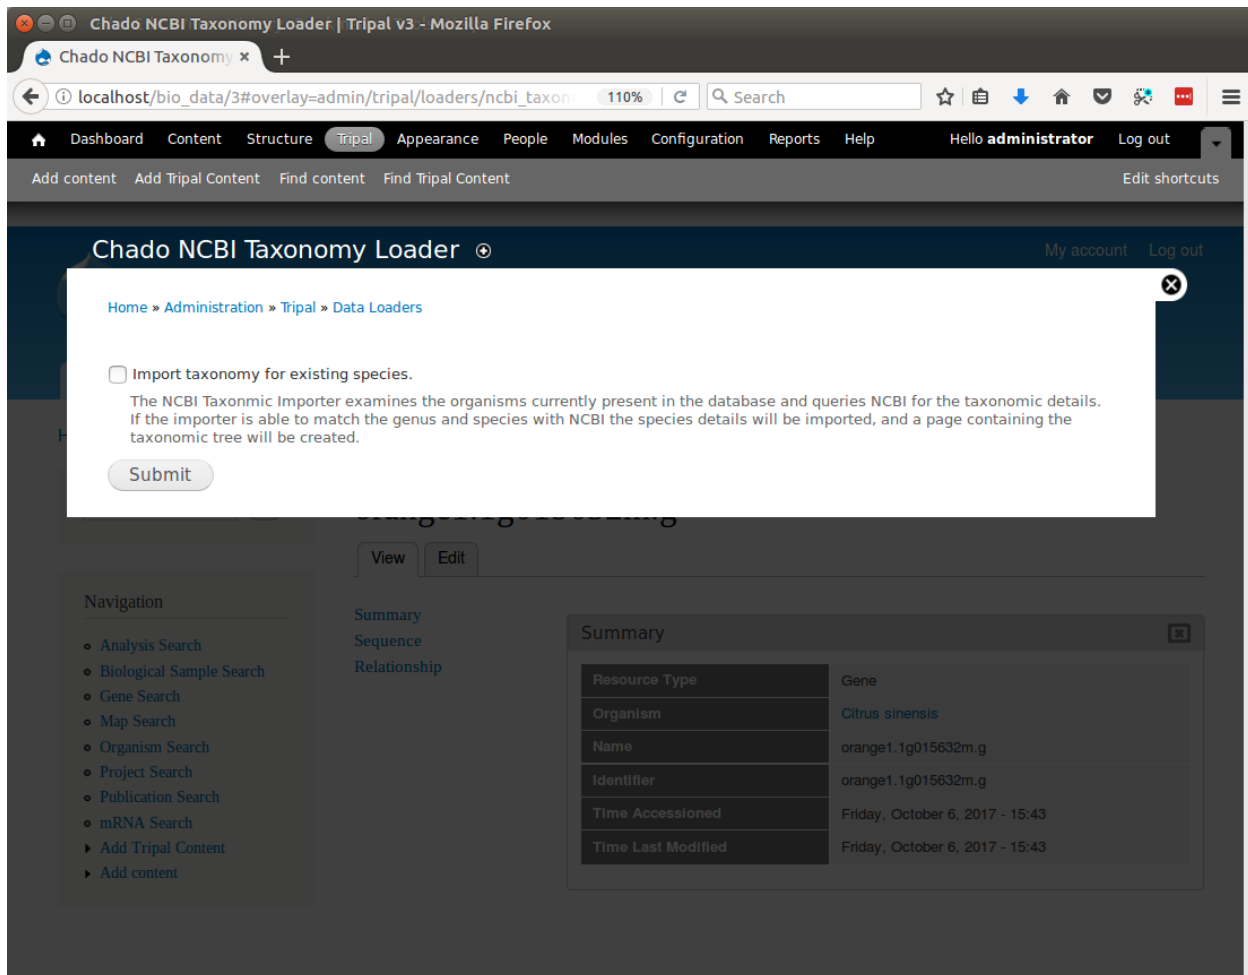 Chado NCBI Taxonomy Loader | Tripal v3 - Mozilla Firefox
Chado NCBI Taxonomy
localhost/bio_data/3#overlay=admin/tripal/loaders/ncbi_taxon 110% Search
Dashboard Content Structure Tripal Appearance People Modules Configuration Reports Help Hello administrator Log out
Add content Add Tripal Content Find content Find Tripal Content Edit shortcuts
Chado NCBI Taxonomy Loader
My account Log out
Home » Administration » Tripal » Data Loaders
Import taxonomy for existing species.
The NCBI Taxonmic Importer examines the organisms currently present in the database and queries NCBI for the taxonomic details.
If the importer is able to match the genus and species with NCBI the species details will be imported, and a page containing the
taxonomic tree will be created.
Submit
orange1.1g015632m.g
View Edit
Navigation
Analysis Search
Biological Sample Search
Gene Search
Map Search
Organism Search
Project Search
Publication Search
mRNA Search
Add Tripal Content
Add content
Summary
Sequence
Relationship
Summary
Resource Type Gene
Organism Citrus sinensis
Name orange1.1g015632m.g
Identifier orange1.1g015632m.g
Time Accessioned Friday, October 6, 2017 - 15:43
Time Last Modified Friday, October 6, 2017 - 15:43